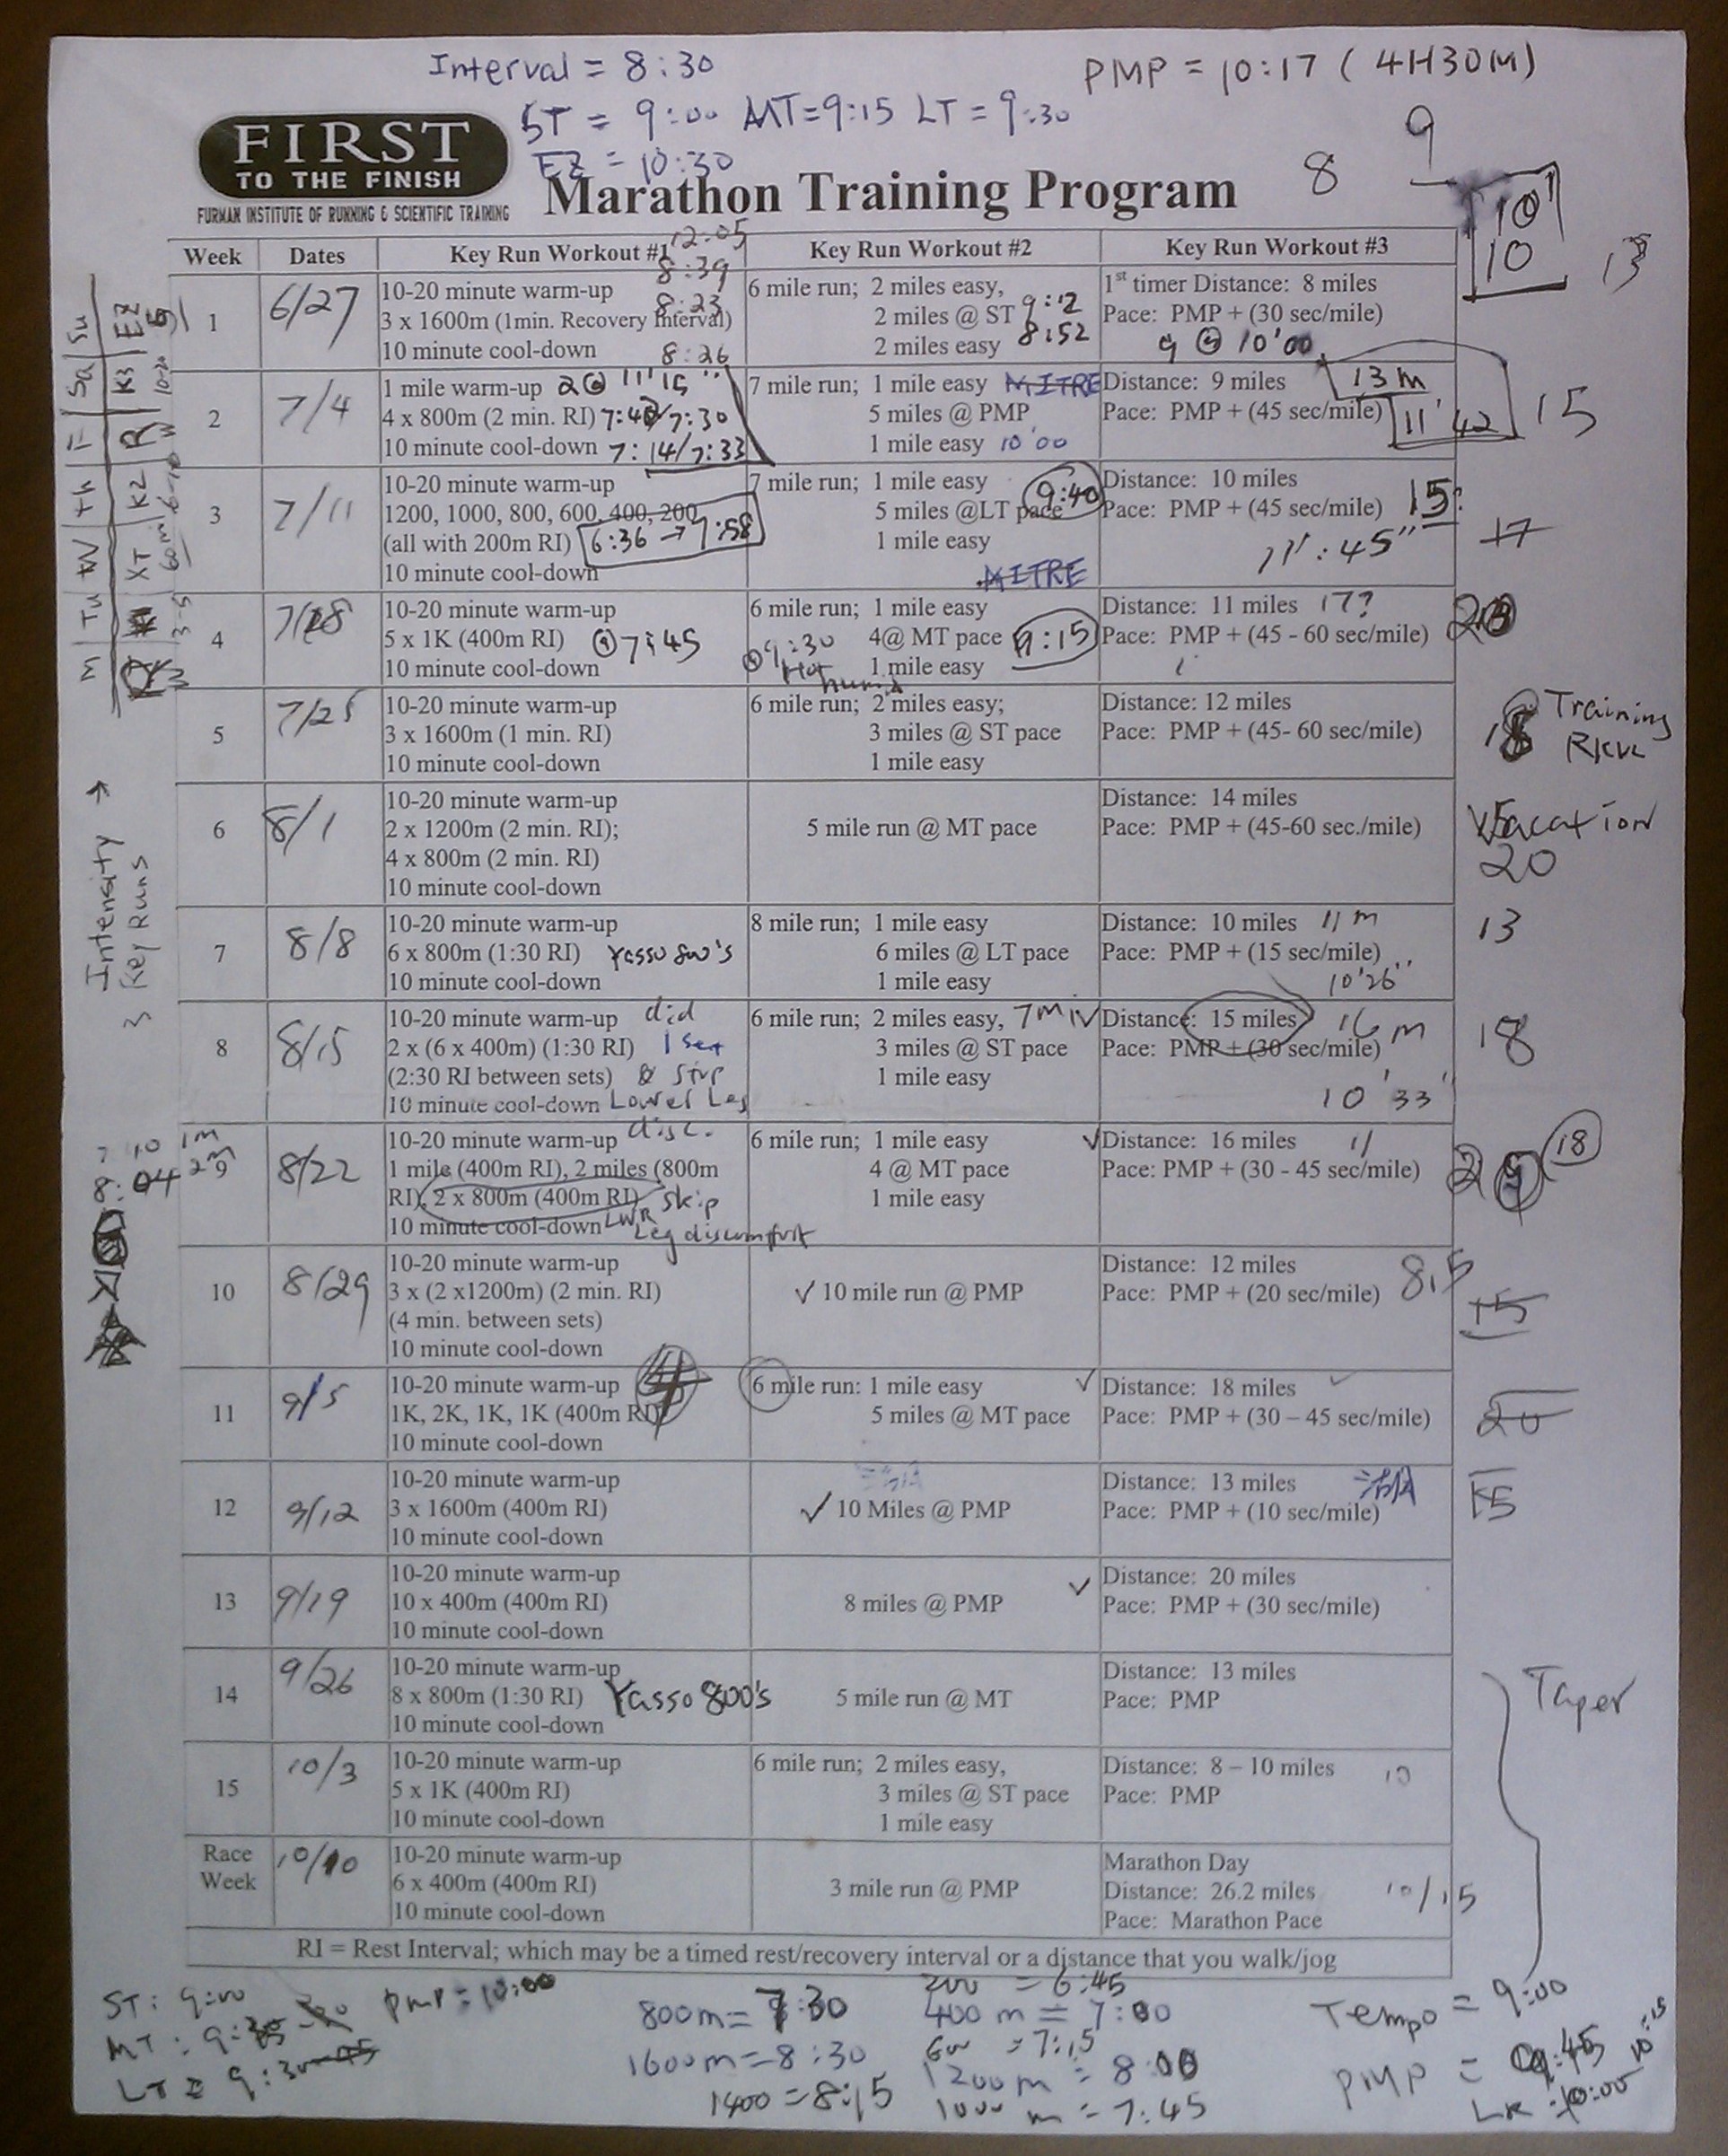 Interval = 8:30
PMP = 10:17 (4H30M)
ST = 9:00 MT=9:15 LT = 9:30
EZ = 10:30
FIRST
TO THE FINISH
FURMAN INSTITUTE OF RUNNING & SCIENTIFIC TRAINING
Marathon Training Program
8
9
10
10
13
Week Dates Key Run Workout #1 Key Run Workout #2 Key Run Workout #3
12:05
8:39
8:23
8:26
1 6/27
10-20 minute warm-up
3 x 1600m (1min. Recovery Interval)
10 minute cool-down
6 mile run; 2 miles easy,
2 miles @ ST 9:12
2 miles easy 8:52
1st timer Distance: 8 miles
Pace: PMP + (30 sec/mile)
9 @ 10'00
2 7/4
1 mile warm-up 2@ 11'15"
4 x 800m (2 min. RI) 7:40/7:30
10 minute cool-down 7:14/7:33
7 mile run; 1 mile easy MITRE
5 miles @ PMP
1 mile easy 10'00
Distance: 9 miles 13 m
Pace: PMP + (45 sec/mile) 11'42
15
3 7/11
10-20 minute warm-up
1200, 1000, 800, 600, 400, 200
(all with 200m RI) 6:36 → 7:58
10 minute cool-down
7 mile run; 1 mile easy 9:40
5 miles @LT pace
1 mile easy
MITRE
Distance: 10 miles
Pace: PMP + (45 sec/mile) 15
11':45"
17
4 7/18
10-20 minute warm-up
5 x 1K (400m RI) @7:45
10 minute cool-down
6 mile run; 1 mile easy
4@ MT pace 9:15
1 mile easy
@9:30
Hot
humid
Distance: 11 miles 17?
Pace: PMP + (45 - 60 sec/mile)
5 7/25
10-20 minute warm-up
3 x 1600m (1 min. RI)
10 minute cool-down
6 mile run; 2 miles easy;
3 miles @ ST pace
1 mile easy
Distance: 12 miles
Pace: PMP + (45- 60 sec/mile)
Training
6 8/1
10-20 minute warm-up
2 x 1200m (2 min. RI);
4 x 800m (2 min. RI)
10 minute cool-down
5 mile run @ MT pace
Distance: 14 miles
Pace: PMP + (45-60 sec./mile)
Vacation
20
7 8/8
10-20 minute warm-up
6 x 800m (1:30 RI) Yasso 800's
10 minute cool-down
8 mile run; 1 mile easy
6 miles @ LT pace
1 mile easy
Distance: 10 miles 11 m
Pace: PMP + (15 sec/mile)
10'26"
13
8 8/15
10-20 minute warm-up did
2 x (6 x 400m) (1:30 RI) 1 set
(2:30 RI between sets) & stop
10 minute cool-down Lower Leg
disc.
6 mile run; 2 miles easy, 7m
3 miles @ ST pace
1 mile easy
Distance: 15 miles 16 m
Pace: PMP + (30 sec/mile)
10'33"
18
9 8/22
10-20 minute warm-up
1 mile (400m RI), 2 miles (800m
RI), 2 x 800m (400m RI) skip
10 minute cool-down LWR
Leg discomfort
6 mile run; 1 mile easy
4 @ MT pace
1 mile easy
Distance: 16 miles 11
Pace: PMP + (30 - 45 sec/mile)
18
10 8/29
10-20 minute warm-up
3 x (2 x1200m) (2 min. RI)
(4 min. between sets)
10 minute cool-down
10 mile run @ PMP
Distance: 12 miles
Pace: PMP + (20 sec/mile) 8.5
15
11 9/5
10-20 minute warm-up 4
1K, 2K, 1K, 1K (400m RI)
10 minute cool-down
6 mile run: 1 mile easy
5 miles @ MT pace
Distance: 18 miles
Pace: PMP + (30 – 45 sec/mile)
20
12 9/12
10-20 minute warm-up
3 x 1600m (400m RI)
10 minute cool-down
10 Miles @ PMP
Distance: 13 miles
Pace: PMP + (10 sec/mile)
15
13 9/19
10-20 minute warm-up
10 x 400m (400m RI)
10 minute cool-down
8 miles @ PMP
Distance: 20 miles
Pace: PMP + (30 sec/mile)
14 9/26
10-20 minute warm-up
8 x 800m (1:30 RI) Yasso 800's
10 minute cool-down
5 mile run @ MT
Distance: 13 miles
Pace: PMP
Taper
15 10/3
10-20 minute warm-up
5 x 1K (400m RI)
10 minute cool-down
6 mile run; 2 miles easy,
3 miles @ ST pace
1 mile easy
Distance: 8 – 10 miles 10
Pace: PMP
Race
Week 10/10
10-20 minute warm-up
6 x 400m (400m RI)
10 minute cool-down
3 mile run @ PMP
Marathon Day
Distance: 26.2 miles 10/15
Pace: Marathon Pace
RI = Rest Interval; which may be a timed rest/recovery interval or a distance that you walk/jog
M Tu W Th F Sa Su
XT K2 R K3 EZ
Intensity →
3 Key Runs
ST: 9:00 PMP = 10:00
MT: 9:
LT = 9:30
800m = 7:30
1600m = 8:30
1400 = 8:15
200 = 6:45
400 m = 7:00
600 = 7:15
1200m = 8:00
1000 m = 7:45
Tempo = 9:00
PMP = 9:45 10:15
LR: 10:00